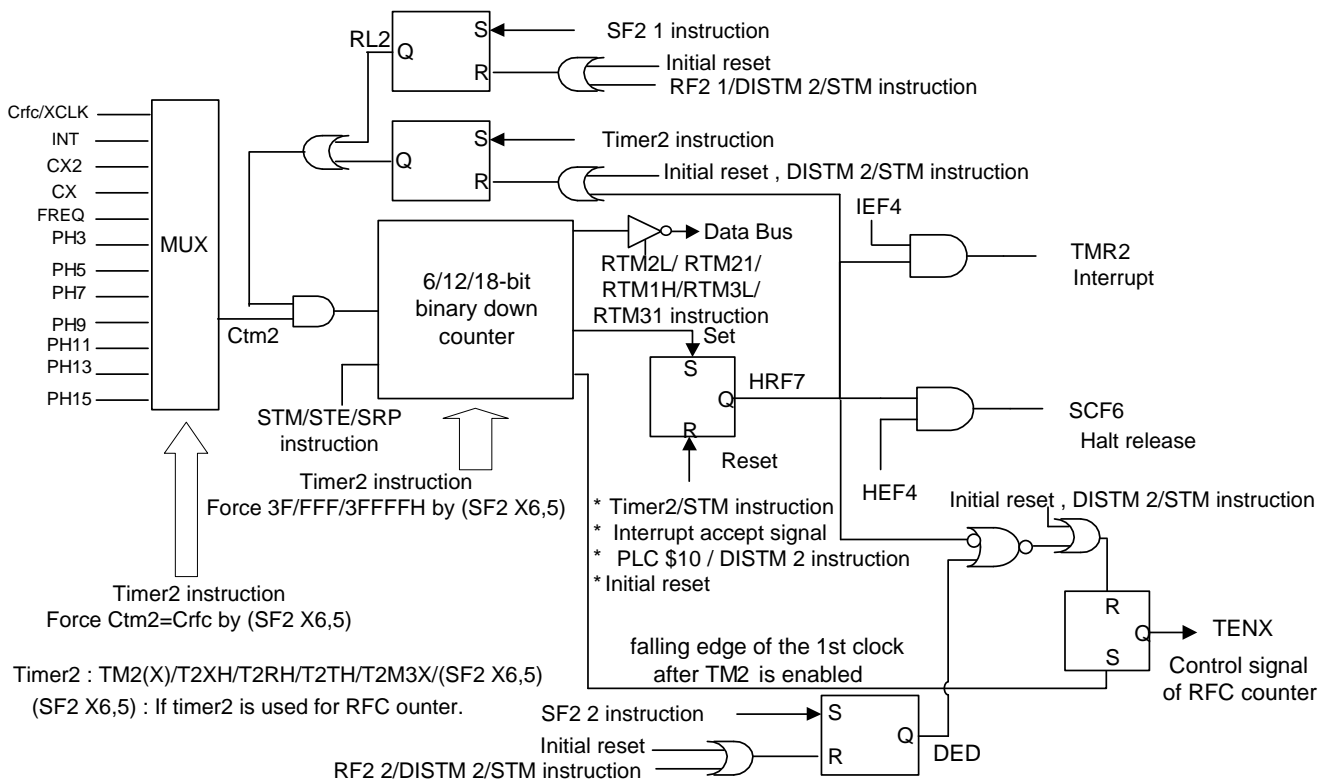 SF2 1 instruction
RL2
S
Q
R
Initial reset
RF2 1/DISTM 2/STM instruction
Crfc/XCLK
INT
CX2
CX
FREQ
PH3
PH5
PH7
PH9
PH11
PH13
PH15
MUX
S
Q
R
Timer2 instruction
Initial reset , DISTM 2/STM instruction
IEF4
TMR2
Interrupt
6/12/18-bit
binary down
counter
Data Bus
RTM2L/ RTM21/
RTM1H/RTM3L/
RTM31 instruction
Ctm2
Set
S
Q
R
HRF7
Reset
SCF6
Halt release
HEF4
STM/STE/SRP
instruction
Timer2 instruction
Force 3F/FFF/3FFFFH by (SF2 X6,5)
* Timer2/STM instruction
* Interrupt accept signal
* PLC $10 / DISTM 2 instruction
* Initial reset
Initial reset , DISTM 2/STM instruction
Timer2 instruction
Force Ctm2=Crfc by (SF2 X6,5)
R
Q
S
TENX
Control signal
of RFC counter
falling edge of the 1st clock
after TM2 is enabled
Timer2 : TM2(X)/T2XH/T2RH/T2TH/T2M3X/(SF2 X6,5)
(SF2 X6,5) : If timer2 is used for RFC ounter.
SF2 2 instruction
S
Q
R
DED
Initial reset
RF2 2/DISTM 2/STM instruction